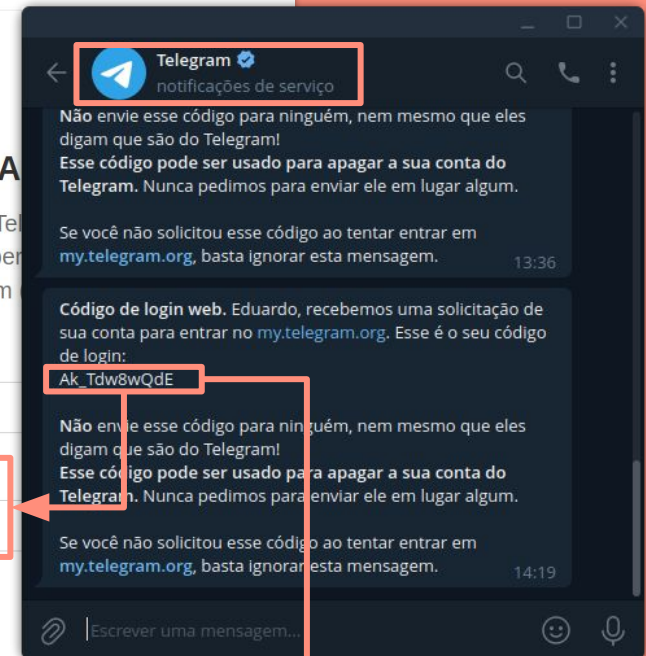 Telegram
notificações de serviço
Não envie esse código para ninguém, nem mesmo que eles
digam que são do Telegram!
Esse código pode ser usado para apagar a sua conta do
Telegram. Nunca pedimos para enviar ele em lugar algum.
Se você não solicitou esse código ao tentar entrar em
my.telegram.org, basta ignorar esta mensagem.
13:36
Código de login web. Eduardo, recebemos uma solicitação de
sua conta para entrar no my.telegram.org. Esse é o seu código
de login:
Ak_Tdw8wQdE
Não envie esse código para ninguém, nem mesmo que eles
digam que são do Telegram!
Esse código pode ser usado para apagar a sua conta do
Telegram. Nunca pedimos para enviar ele em lugar algum.
Se você não solicitou esse código ao tentar entrar em
my.telegram.org, basta ignorar esta mensagem.
14:19
Escrever uma mensagem...